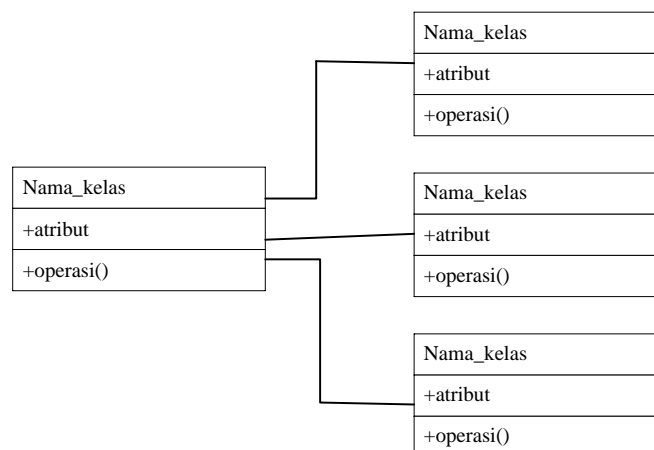 Nama_kelas
+atribut
+operasi()
Nama_kelas
+atribut
+operasi()
Nama_kelas
+atribut
+operasi()
Nama_kelas
+atribut
+operasi()